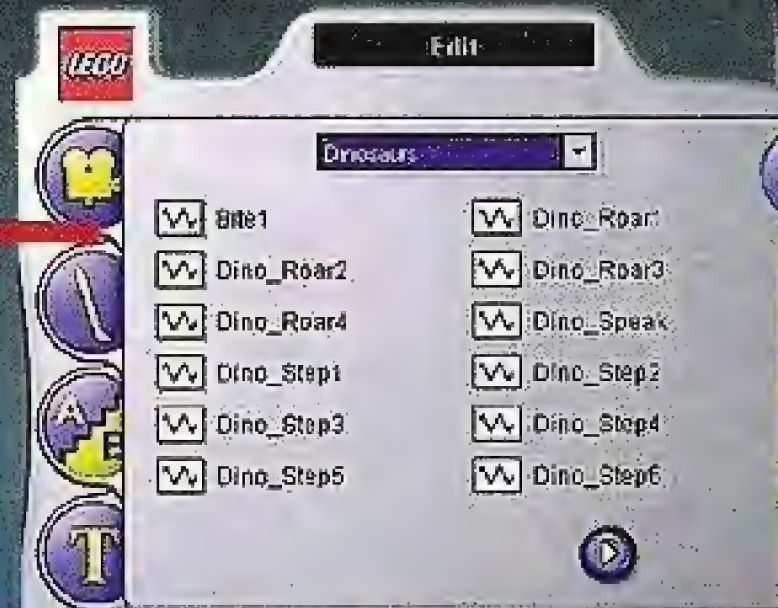 LEGO
Edit
Dinosaurs
Bite1 Dino_Roar1
Dino_Roar2 Dino_Roar3
Dino_Roar4 Dino_Speak
Dino_Step1 Dino_Step2
Dino_Step3 Dino_Step4
Dino_Step5 Dino_Step6
A
T